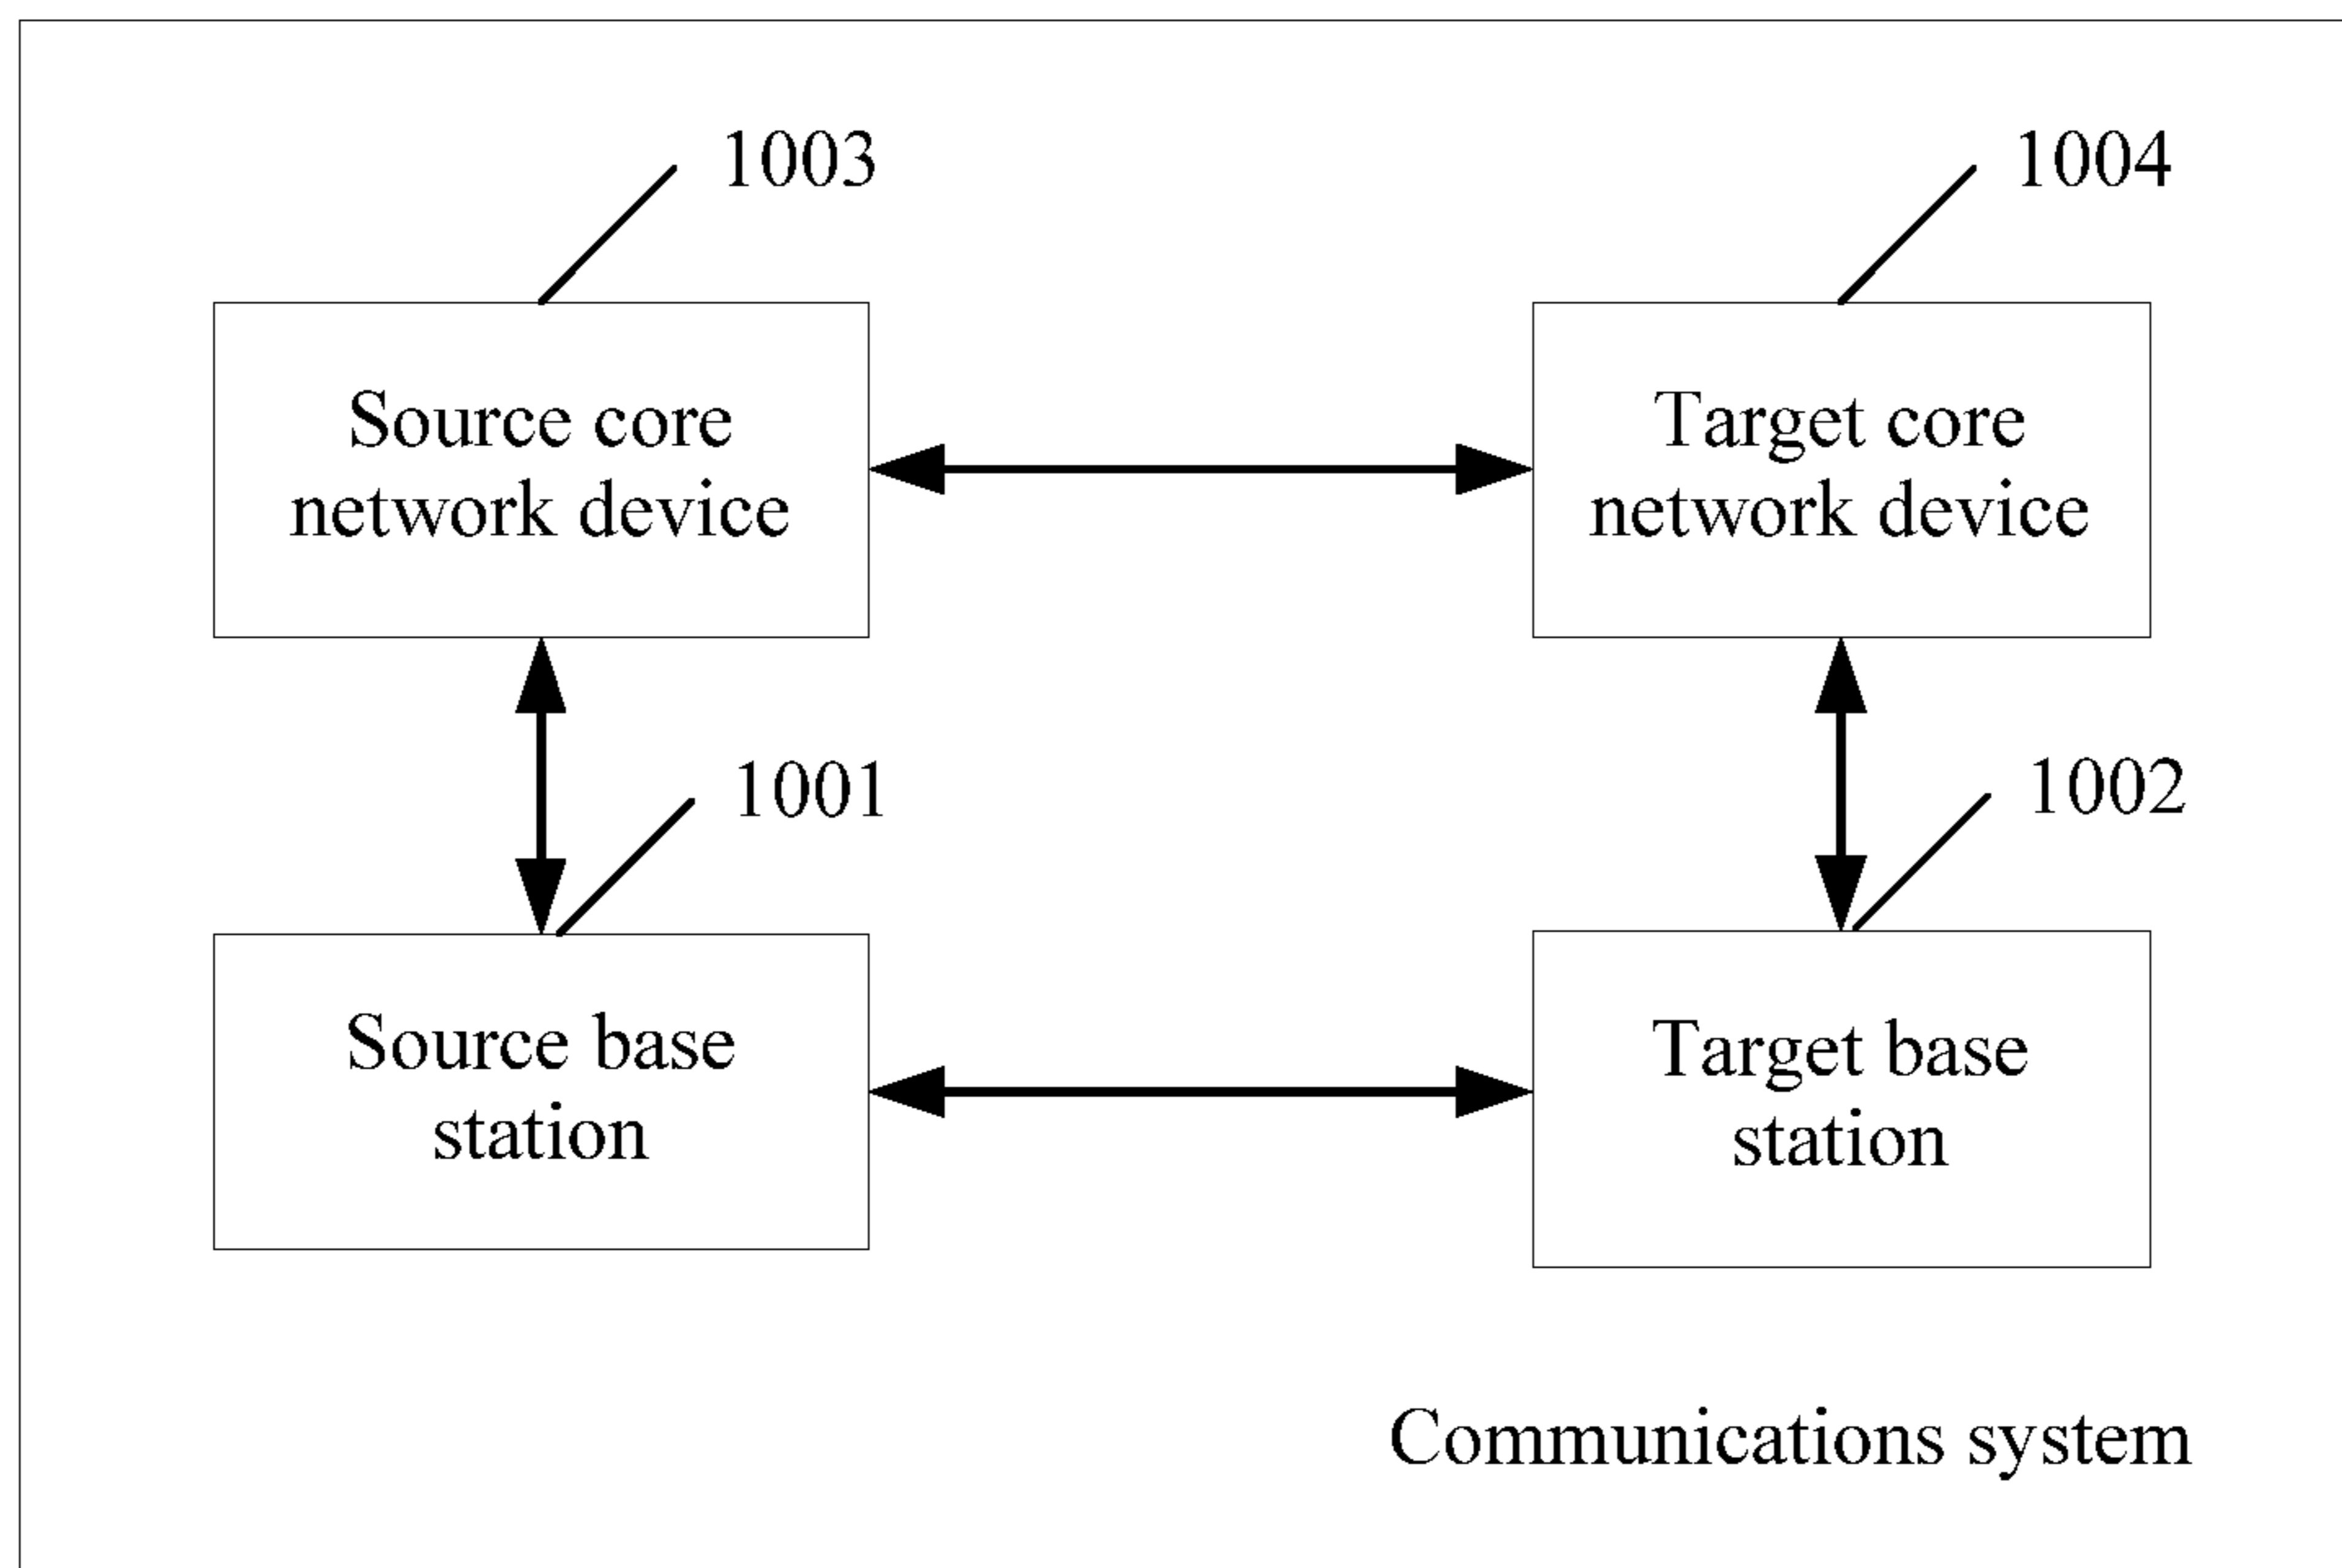 1003
1004
Source core
network device
Target core
network device
1001
1002
Source base
station
Target base
station
Communications system